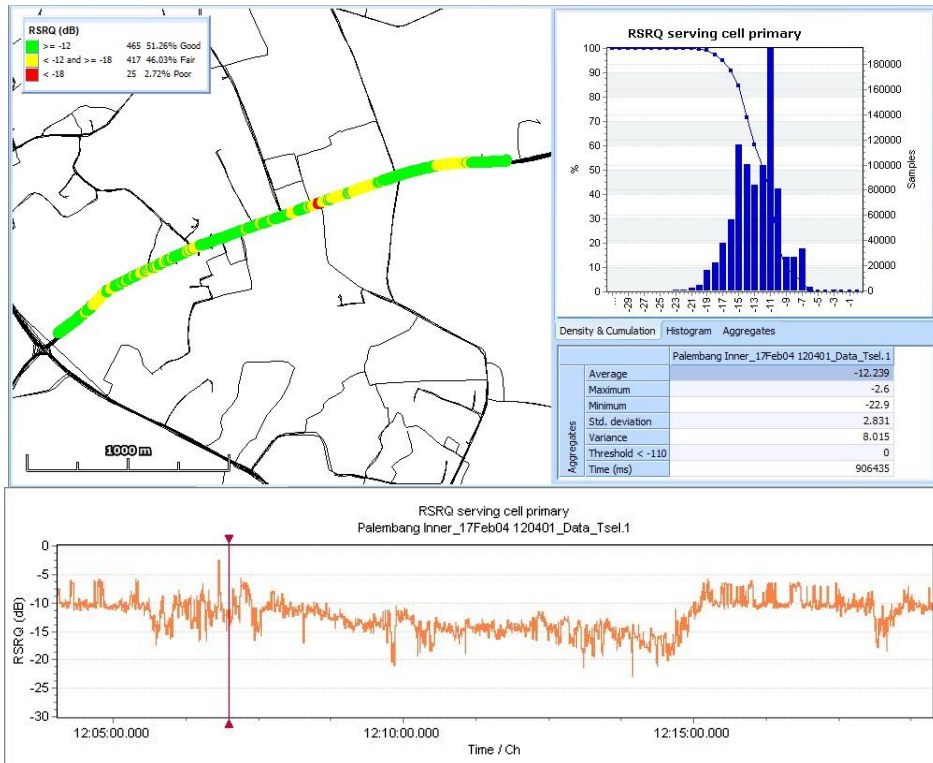 RSRQ (dB)
>= -12 465 51.26% Good
< -12 and >= -18 417 46.03% Fair
< -18 25 2.72% Poor
1000 m
RSRQ serving cell primary
100
90
80
70
60
50
40
30
20
10
0
%
180000
160000
140000
120000
100000
80000
60000
40000
20000
0
Samples
... -29 -27 -25 -23 -21 -19 -17 -15 -13 -11 -9 -7 -5 -3 -1
Density & Cumulation Histogram Aggregates
Palembang Inner_17Feb04 120401_Data_Tsel.1
Aggregates
Average -12.239
Maximum -2.6
Minimum -22.9
Std. deviation 2.831
Variance 8.015
Threshold < -110 0
Time (ms) 906435
RSRQ serving cell primary
Palembang Inner_17Feb04 120401_Data_Tsel.1
RSRQ (dB)
0
-5
-10
-15
-20
-25
-30
12:05:00.000 12:10:00.000 12:15:00.000
Time / Ch